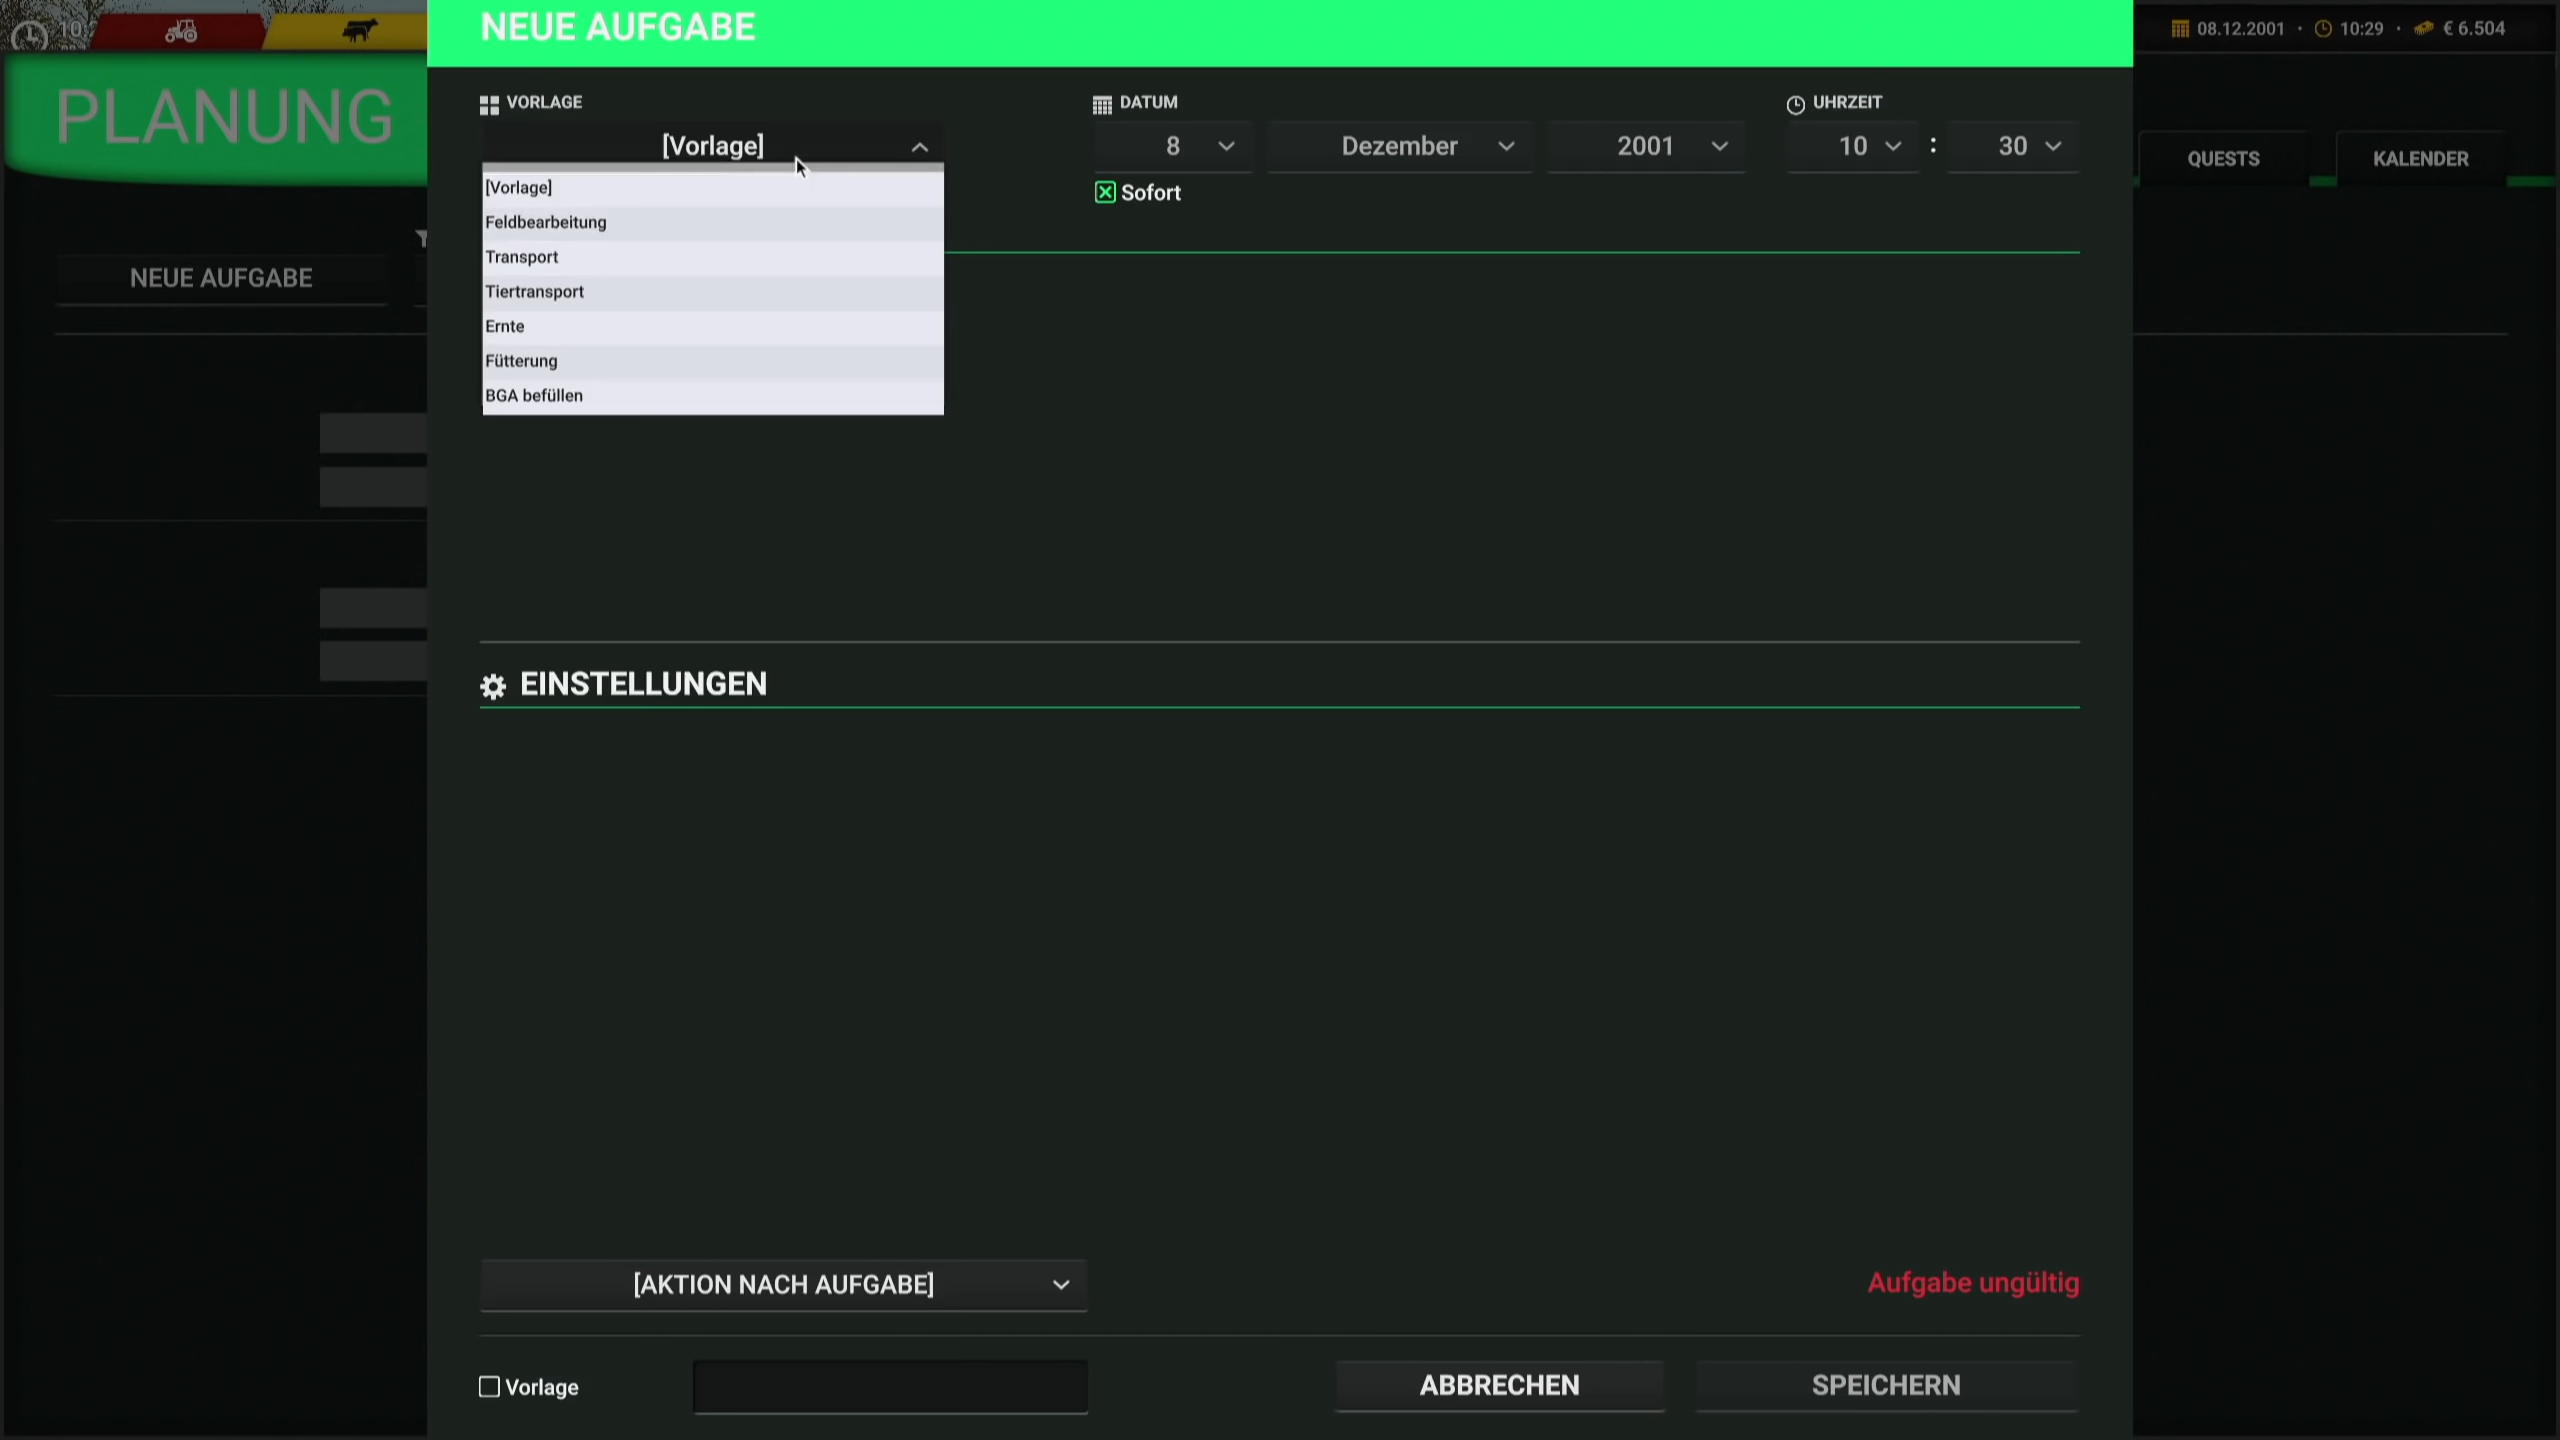 NEUE AUFGABE
08.12.2001 · 10:29 · € 6.504
PLANUNG
VORLAGE
DATUM
UHRZEIT
[Vorlage]
8
Dezember
2001
10 : 30
QUESTS
KALENDER
Sofort
[Vorlage]
Feldbearbeitung
Transport
Tiertransport
Ernte
Fütterung
BGA befüllen
NEUE AUFGABE
EINSTELLUNGEN
[AKTION NACH AUFGABE]
Aufgabe ungültig
Vorlage
ABBRECHEN
SPEICHERN